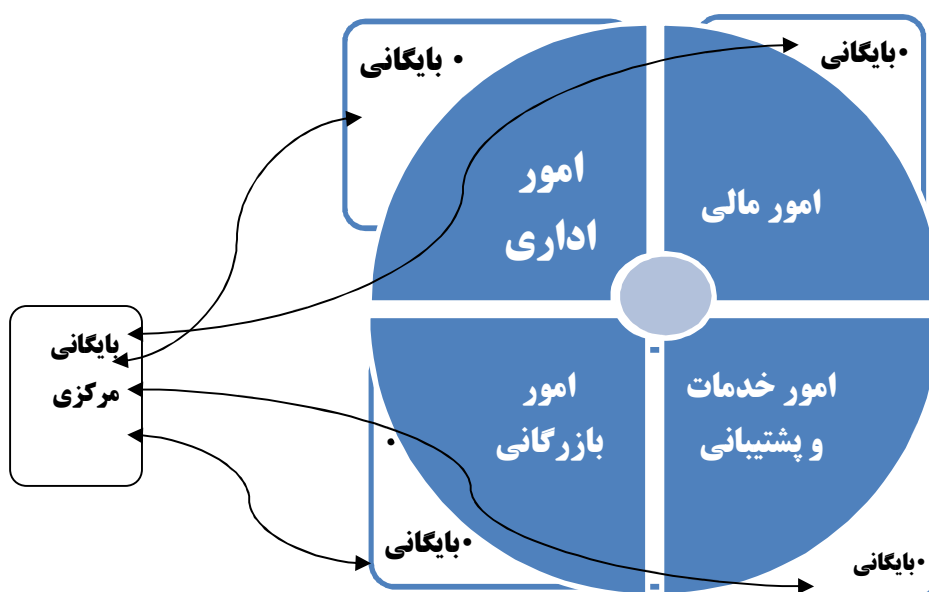 • بایگانی
•بایگانی
امور
اداری
امور مالی
بایگانی
مرکزی
امور
بازرگانی
امور خدمات
و پشتیبانی
•
•بایگانی
•بایگانی